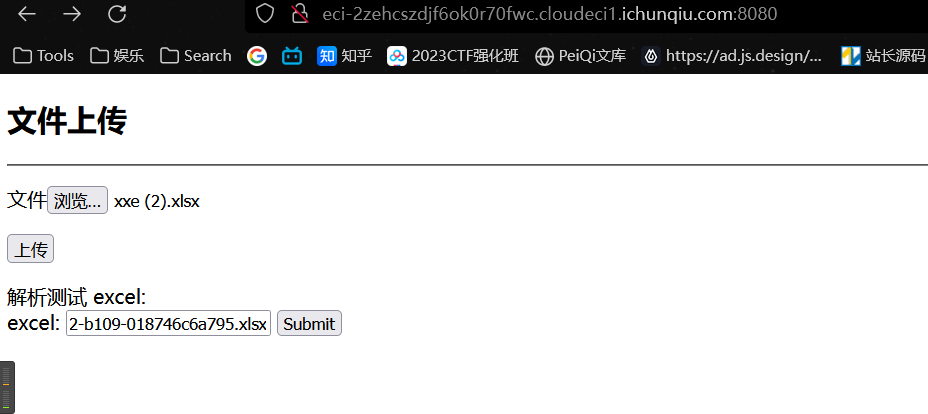 eci-2zehcszdjf6ok0r70fwc.cloudeci1.ichunqiu.com:8080
Tools 娱乐 Search 知 知乎 2023CTF强化班 PeiQi文库 https://ad.js.design/... 站长源码
文件上传
文件 浏览... xxe (2).xlsx
上传
解析测试 excel:
excel: 2-b109-018746c6a795.xlsx Submit